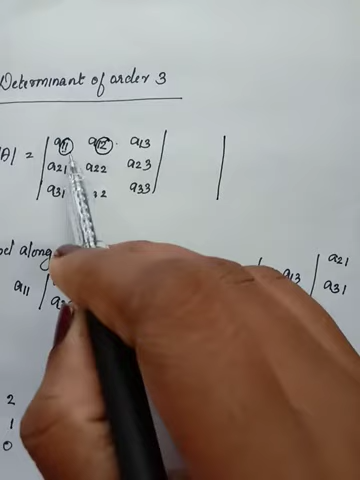 Determinant of order 3
|A| = | a11 a12 a13 |
a21 a22 a23
a31 32 a33
along
a11 | a13 | a21
a31
2
1
0